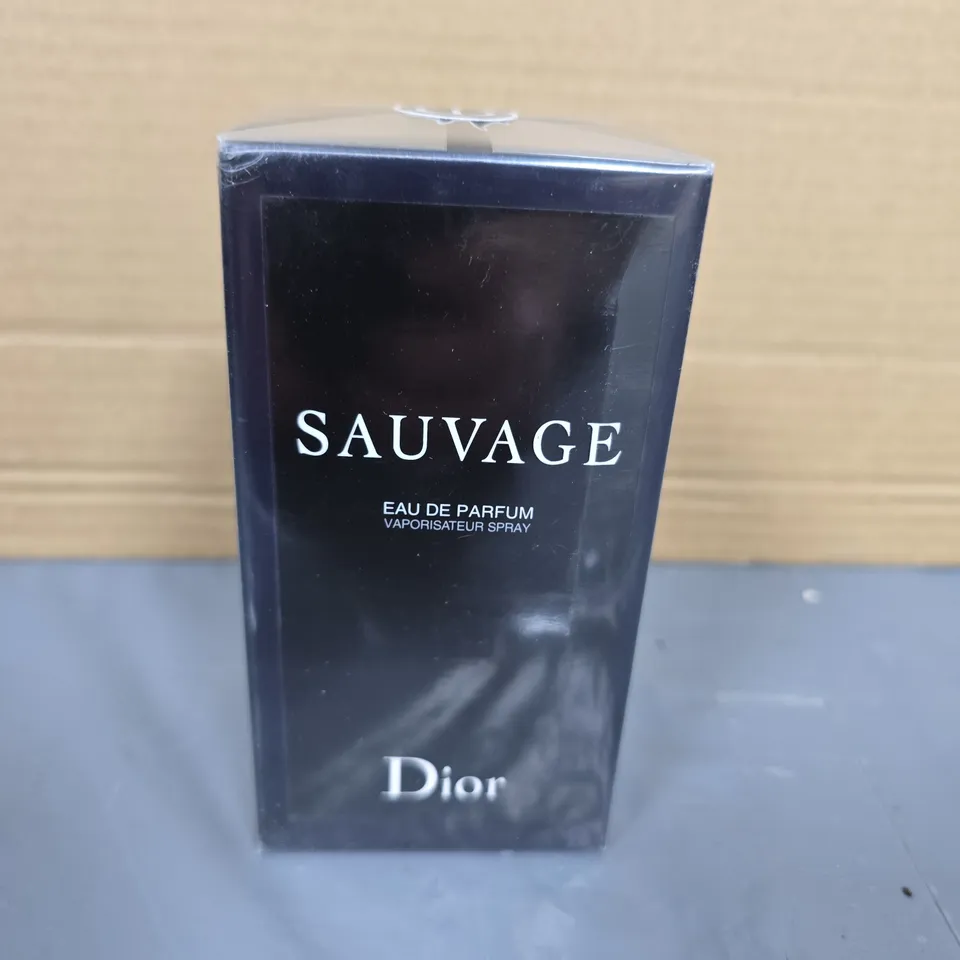 SAUVAGE
EAU DE PARFUM
VAPORISATEUR SPRAY
Dior